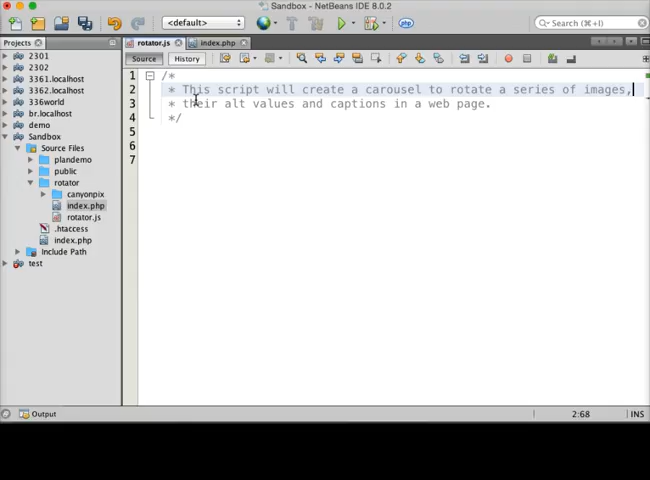 Sandbox - NetBeans IDE 8.0.2
<default>
php
Search (⌘+I)
Projects
rotator.js
index.php
Source
History
2301
2302
3361.localhost
3362.localhost
336world
br.localhost
demo
Sandbox
Source Files
plandemo
public
rotator
canyonpix
index.php
rotator.js
.htaccess
index.php
Include Path
test
1 /*
2 * This script will create a carousel to rotate a series of images,
3 * their alt values and captions in a web page.
4 */
5
6
7
Output
2:68
INS